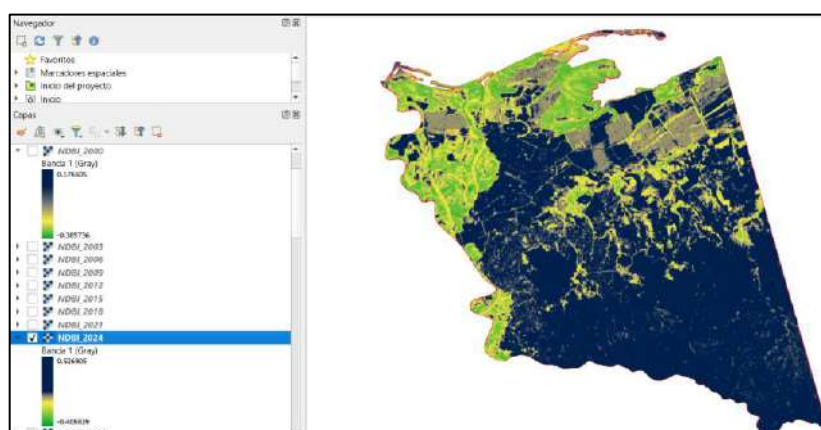 Navegador
Favoritos
Marcadores espaciales
Inicio del proyecto
Inicio
Capas
NDBI_2000
Banda 1 (Gray)
0.176605
-0.385736
NDBI_2003
NDBI_2006
NDBI_2009
NDBI_2012
NDBI_2015
NDBI_2018
NDBI_2021
NDBI_2024
Banda 1 (Gray)
0.526905